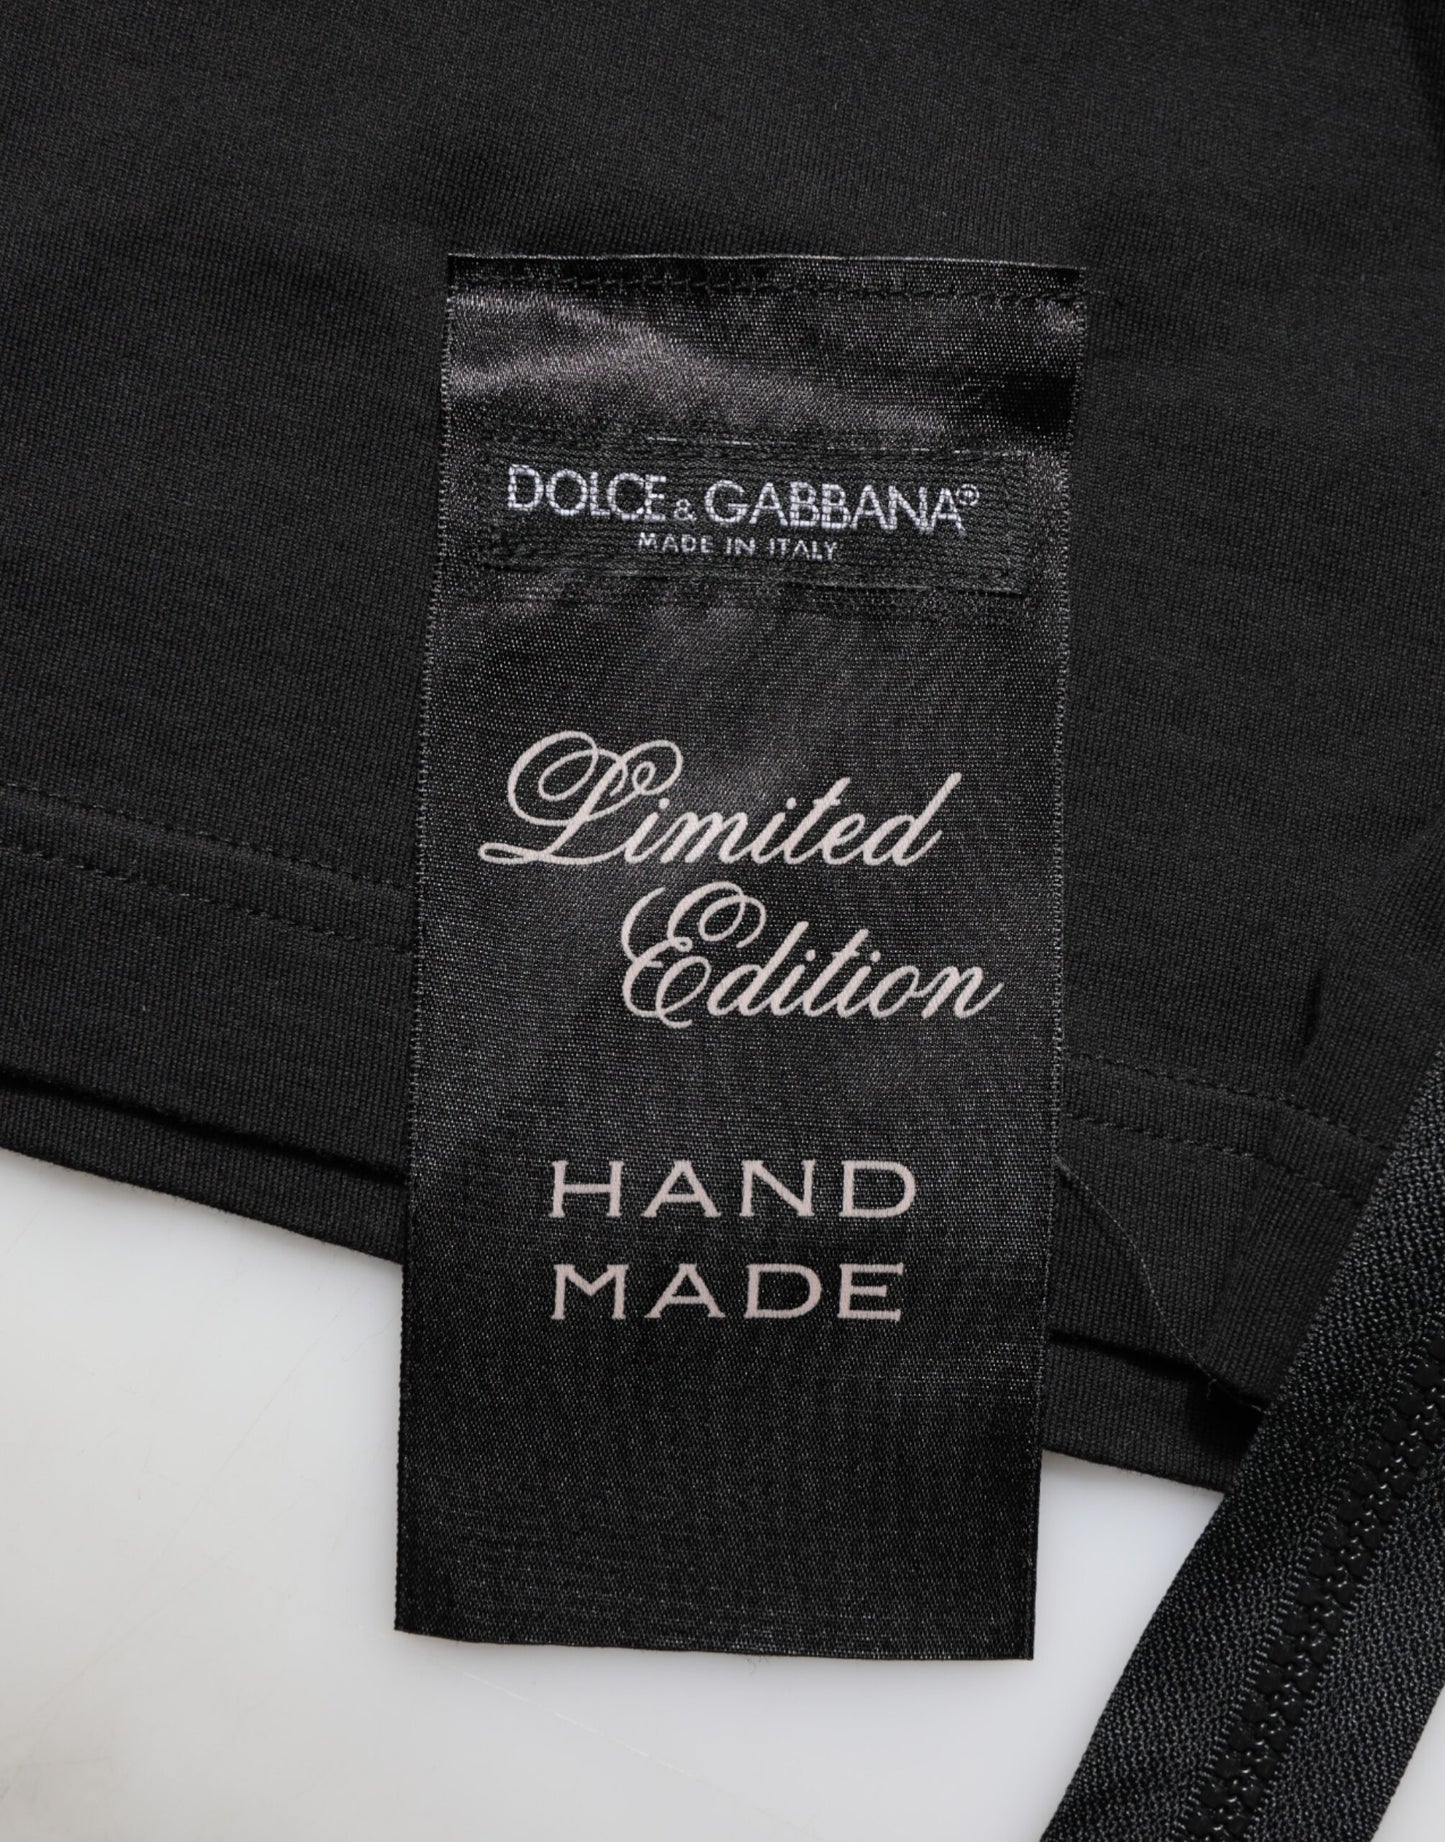 DOLCE & GABBANA®
MADE IN ITALY
Limited
Edition
HAND
MADE